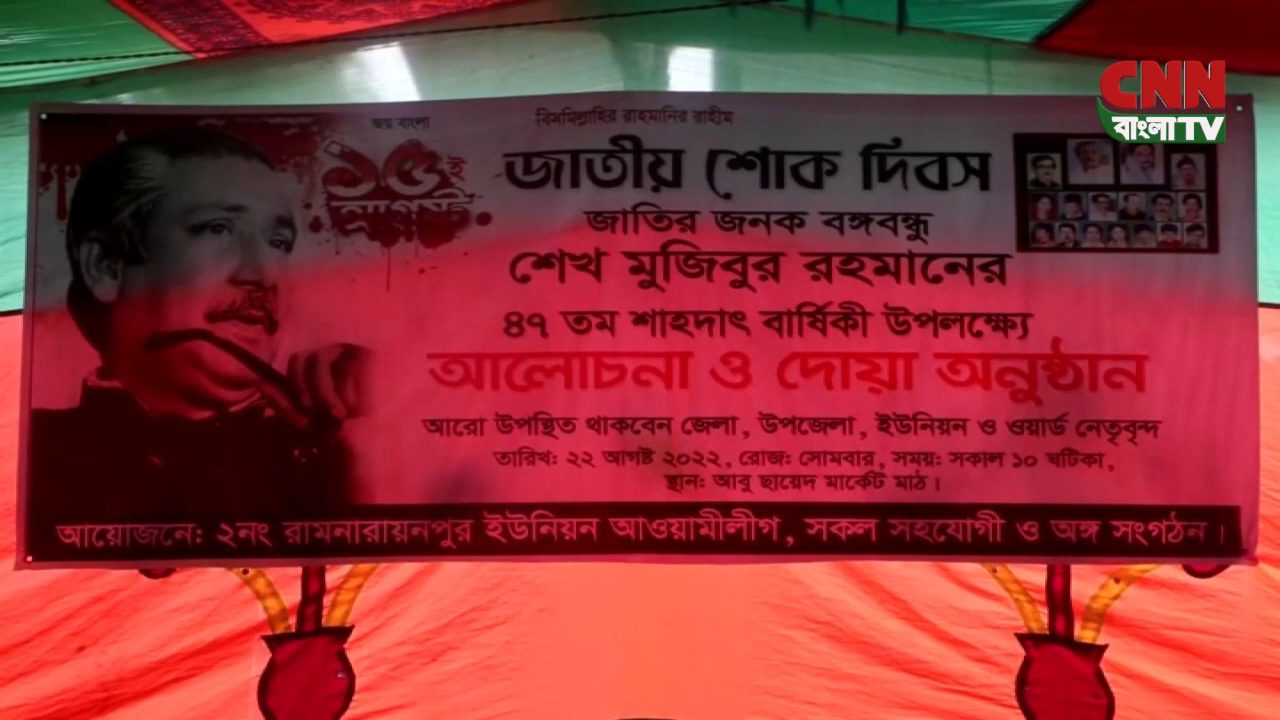 CNN
বাংলা TV
জয় বাংলা
বিসমিল্লাহির রাহমানির রাহীম
১৫ই
আগস্ট
জাতীয় শোক দিবস
জাতির জনক বঙ্গবন্ধু
শেখ মুজিবুর রহমানের
৪৭ তম শাহদাৎ বার্ষিকী উপলক্ষ্যে
আলোচনা ও দোয়া অনুষ্ঠান
আরো উপস্থিত থাকবেন জেলা, উপজেলা, ইউনিয়ন ও ওয়ার্ড নেতৃবৃন্দ
তারিখ: ২২ আগষ্ট ২০২২, রোজ: সোমবার, সময়: সকাল ১০ ঘটিকা,
স্থান: আবু ছায়েদ মার্কেট মাঠ।
আয়োজনে: ২নং রামনারায়নপুর ইউনিয়ন আওয়ামীলীগ, সকল সহযোগী ও অঙ্গ সংগঠন।